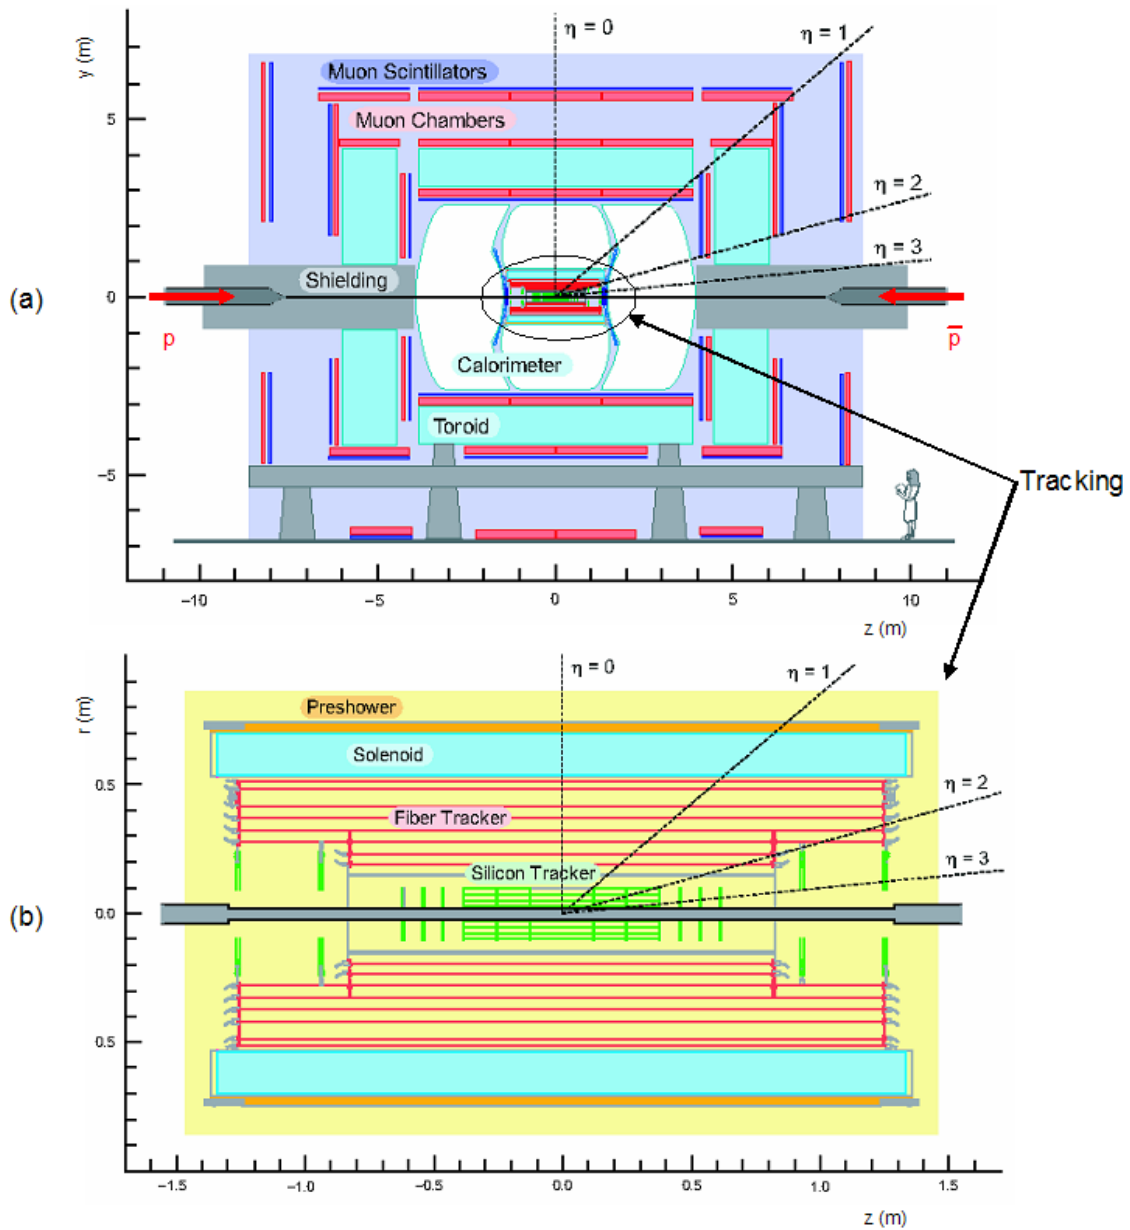 η = 0
η = 1
y (m)
Muon Scintillators
5
Muon Chambers
η = 2
η = 3
Shielding
(a)
0
p
p̅
Calorimeter
Toroid
−5
Tracking
−10
−5
0
5
10
z (m)
η = 0
η = 1
r (m)
Preshower
Solenoid
0.5
η = 2
Fiber Tracker
η = 3
Silicon Tracker
(b)
0.0
0.5
−1.5
−1.0
−0.5
0.0
0.5
1.0
1.5
z (m)